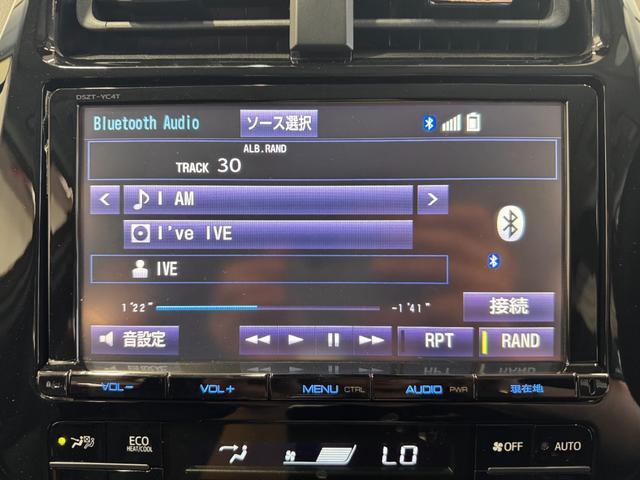 DSZT-YC4T
Bluetooth Audio ソース選択
ALB.RAND
TRACK 30
I AM
I've IVE
IVE
1'22" -1'41"
接続
音設定 RPT RAND
VOL− VOL+ MENU CTRL AUDIO PWR 現在地
ECO HEAT/COOL LO OFF AUTO